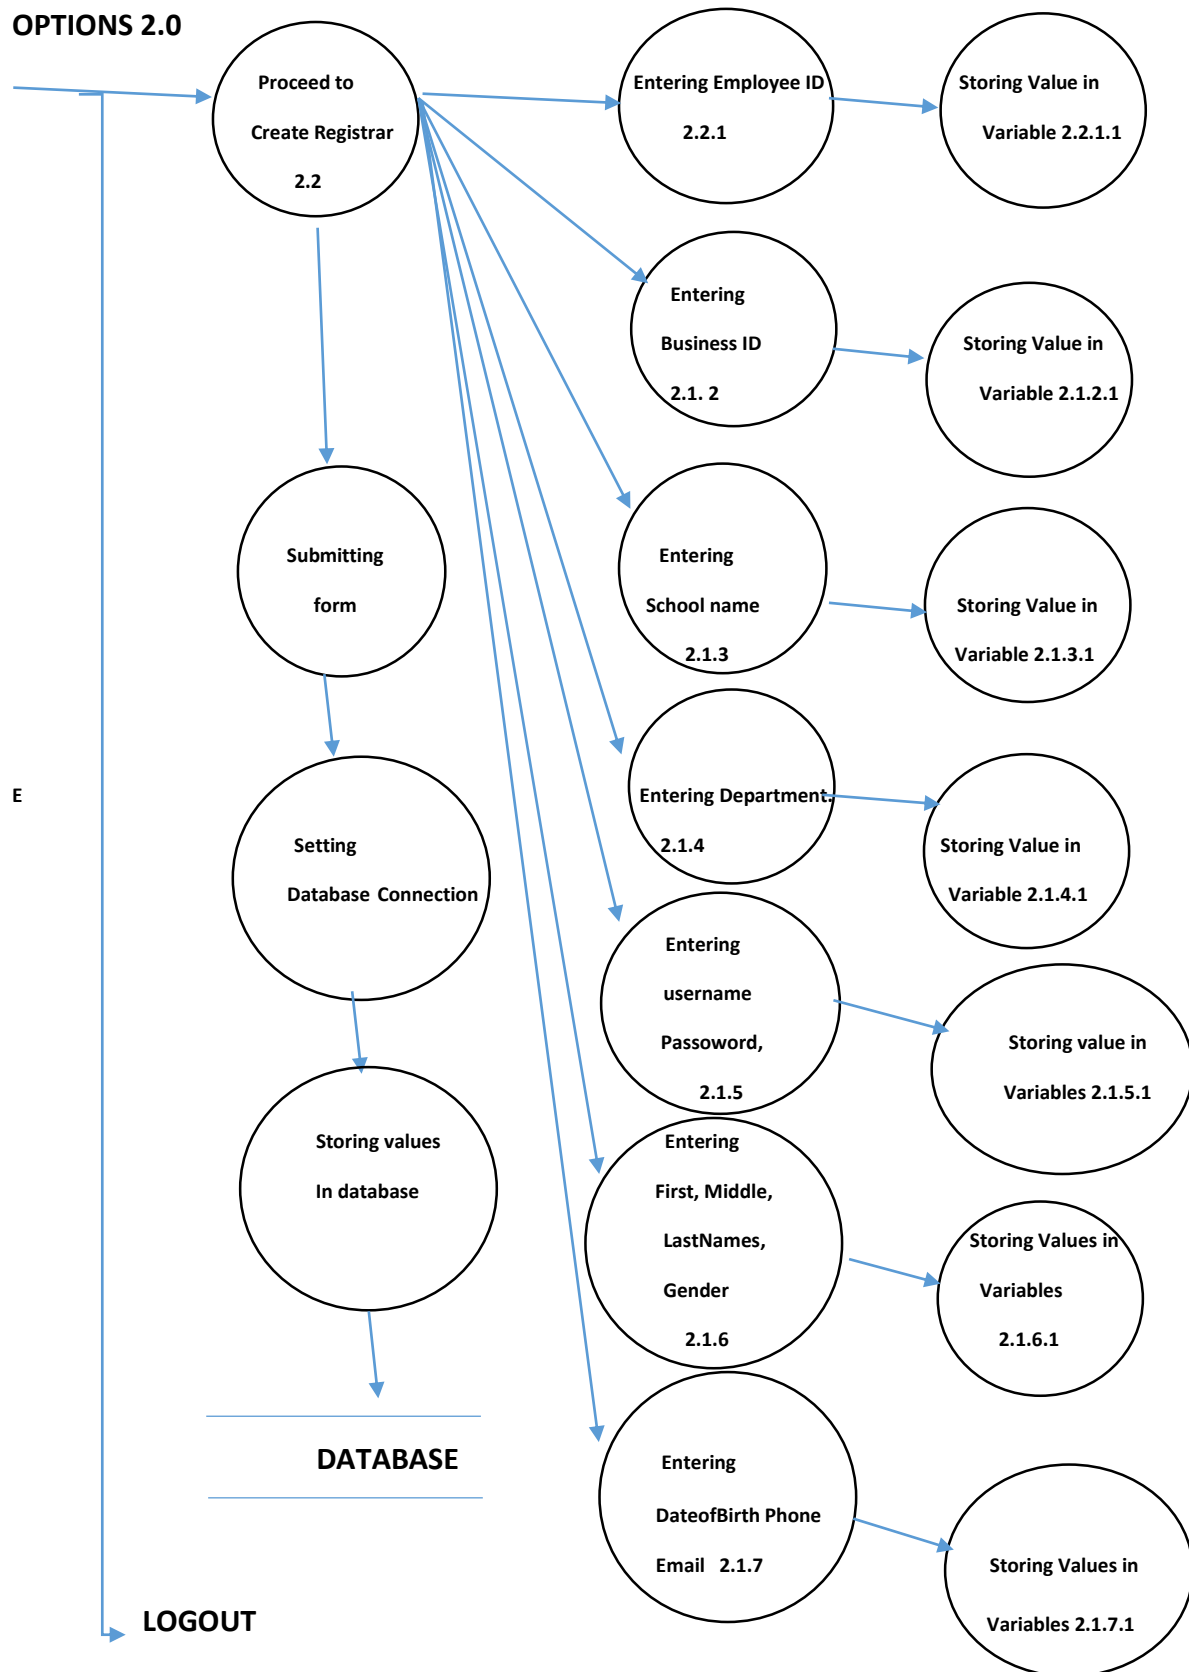 OPTIONS 2.0
Proceed to
Create Registrar
2.2
Entering Employee ID
2.2.1
Storing Value in
Variable 2.2.1.1
Entering
Business ID
2.1. 2
Storing Value in
Variable 2.1.2.1
Submitting
form
Entering
School name
2.1.3
Storing Value in
Variable 2.1.3.1
E
Setting
Database Connection
Entering Department.
2.1.4
Storing Value in
Variable 2.1.4.1
Entering
username
Passoword,
2.1.5
Storing value in
Variables 2.1.5.1
Storing values
In database
Entering
First, Middle,
LastNames,
Gender
2.1.6
Storing Values in
Variables
2.1.6.1
DATABASE
Entering
DateofBirth Phone
Email 2.1.7
Storing Values in
Variables 2.1.7.1
LOGOUT